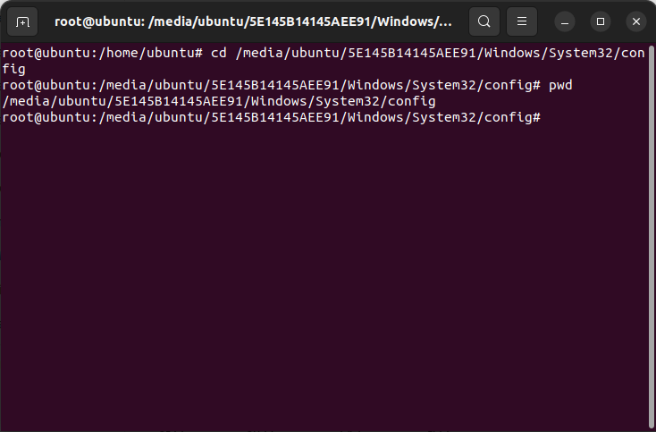 root@ubuntu: /media/ubuntu/5E145B14145AEE91/Windows/...
root@ubuntu:/home/ubuntu# cd /media/ubuntu/5E145B14145AEE91/Windows/System32/con
fig
root@ubuntu:/media/ubuntu/5E145B14145AEE91/Windows/System32/config# pwd
/media/ubuntu/5E145B14145AEE91/Windows/System32/config
root@ubuntu:/media/ubuntu/5E145B14145AEE91/Windows/System32/config#